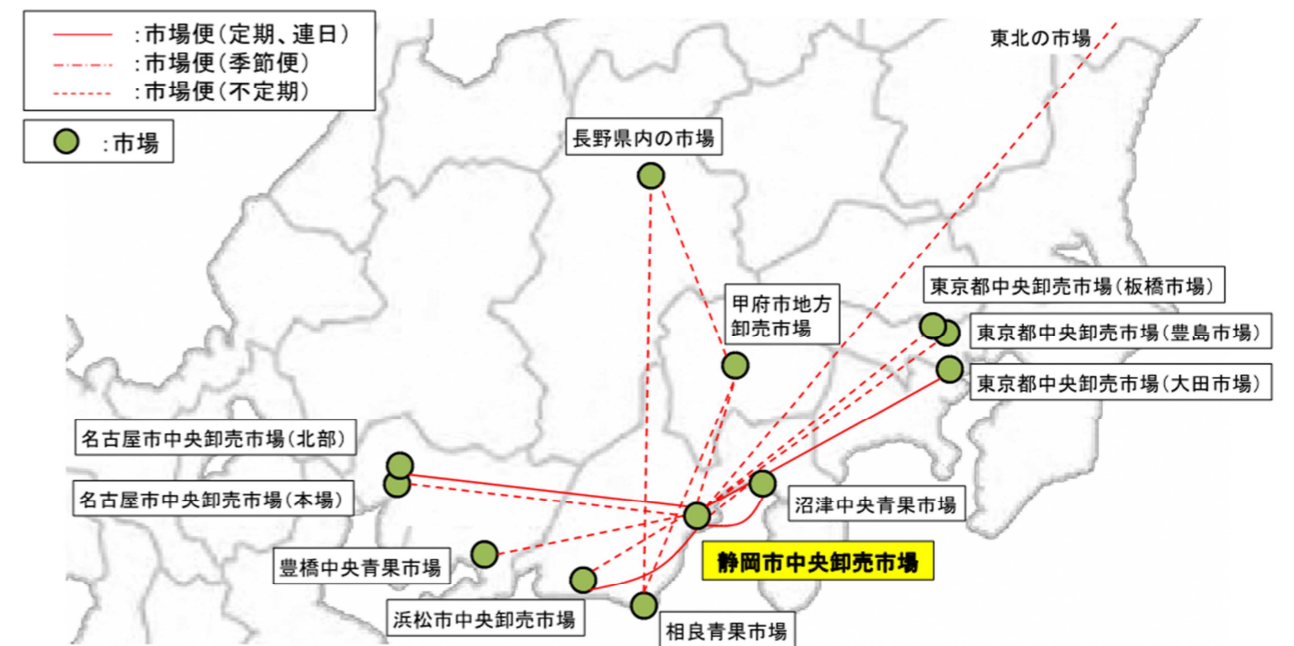 ：市場便（定期、連日）
：市場便（季節便）
：市場便（不定期）
：市場
東北の市場
長野県内の市場
東京都中央卸売市場（板橋市場）
甲府市地方
卸売市場
東京都中央卸売市場（豊島市場）
東京都中央卸売市場（大田市場）
名古屋市中央卸売市場（北部）
名古屋市中央卸売市場（本場）
沼津中央青果市場
静岡市中央卸売市場
豊橋中央青果市場
浜松市中央卸売市場
相良青果市場